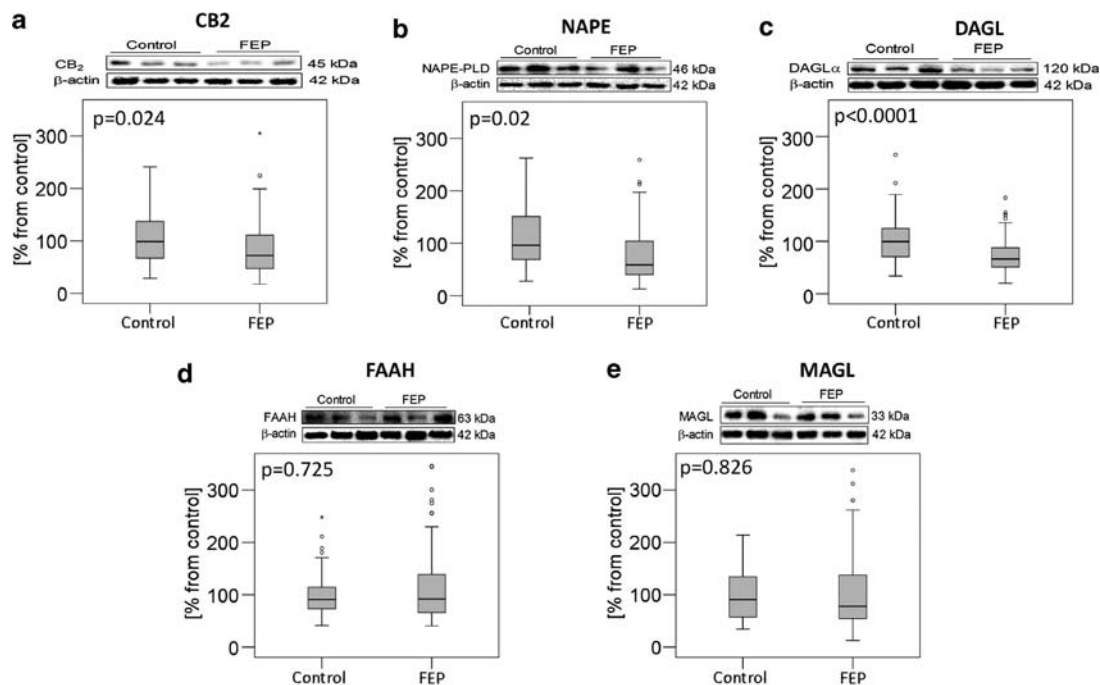 a
CB2
Control FEP
CB2 45 kDa
β-actin 42 kDa
p=0.024
[% from control]
300
200
100
0
Control FEP
b
NAPE
Control FEP
NAPE-PLD 46 kDa
β-actin 42 kDa
p=0.02
[% from control]
300
200
100
0
Control FEP
c
DAGL
Control FEP
DAGLα 120 kDa
β-actin 42 kDa
p<0.0001
[% from control]
300
200
100
0
Control FEP
d
FAAH
Control FEP
FAAH 63 kDa
β-actin 42 kDa
p=0.725
[% from control]
300
200
100
0
Control FEP
e
MAGL
Control FEP
MAGL 33 kDa
β-actin 42 kDa
p=0.826
[% from control]
300
200
100
0
Control FEP